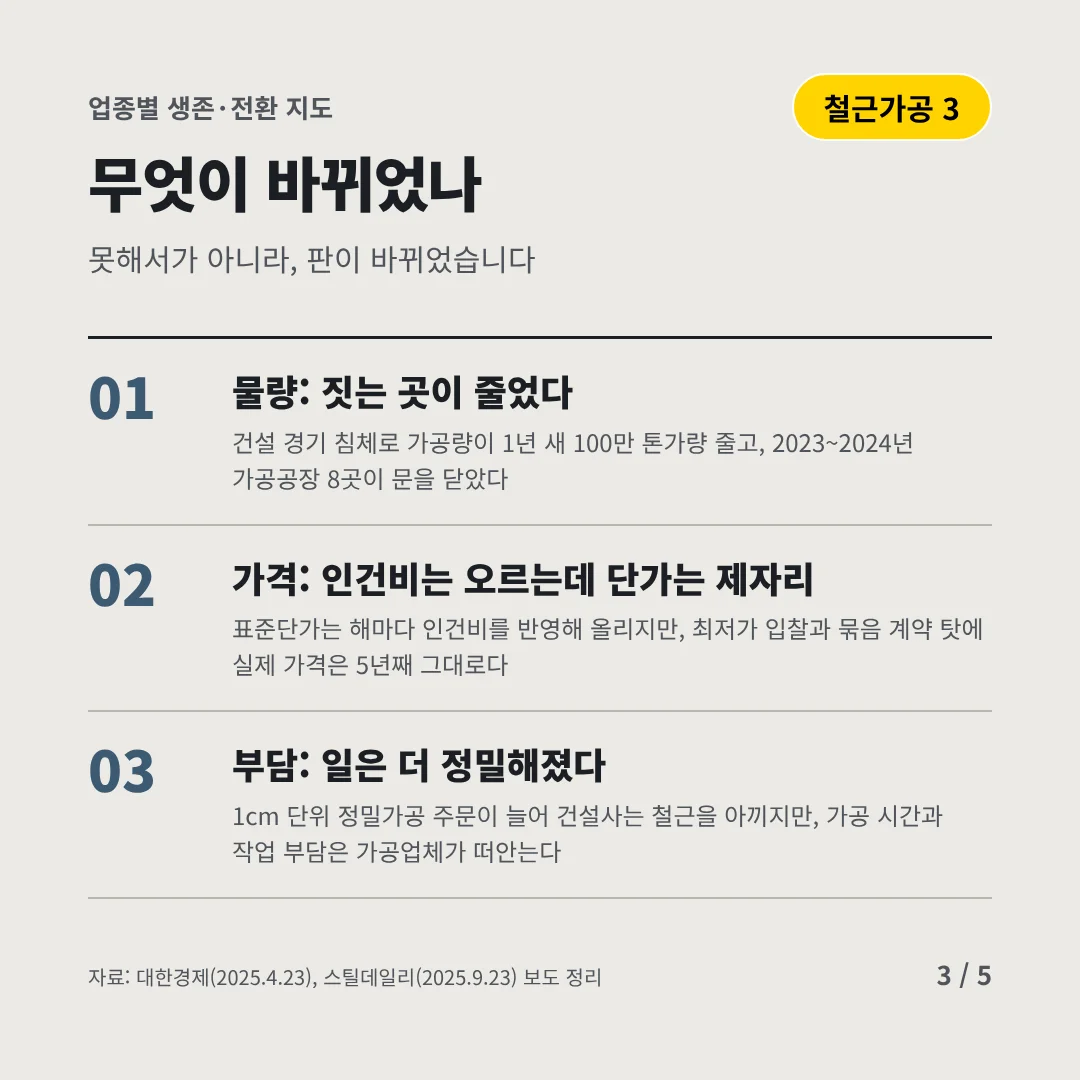 업종별 생존·전환 지도
철근가공 3
무엇이 바뀌었나
못해서가 아니라, 판이 바뀌었습니다
01
물량: 짓는 곳이 줄었다
건설 경기 침체로 가공량이 1년 새 100만 톤가량 줄고, 2023~2024년
가공공장 8곳이 문을 닫았다
02
가격: 인건비는 오르는데 단가는 제자리
표준단가는 해마다 인건비를 반영해 올리지만, 최저가 입찰과 묶음 계약 탓에
실제 가격은 5년째 그대로다
03
부담: 일은 더 정밀해졌다
1cm 단위 정밀가공 주문이 늘어 건설사는 철근을 아끼지만, 가공 시간과
작업 부담은 가공업체가 떠안는다
자료: 대한경제(2025.4.23), 스틸데일리(2025.9.23) 보도 정리
3 / 5